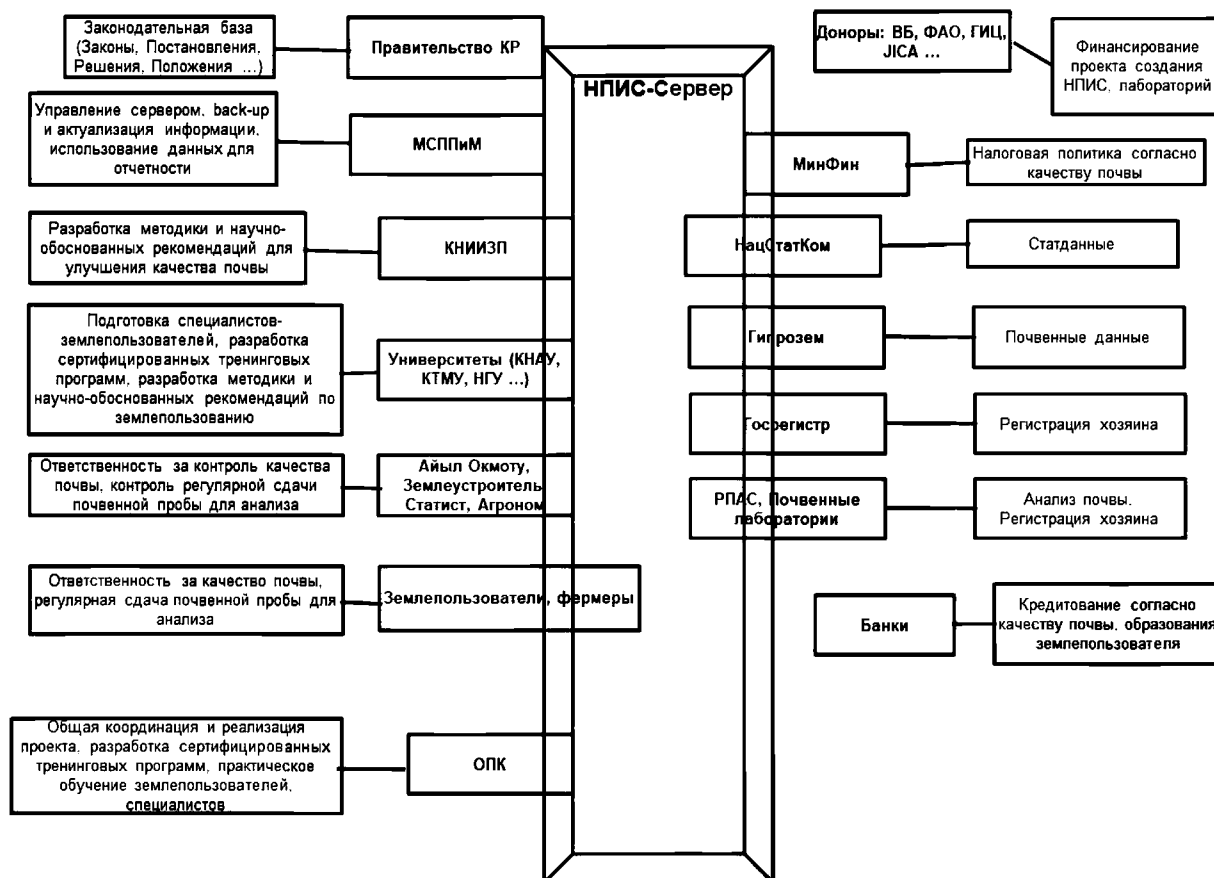 Законодательная база
(Законы, Постановления,
Решения, Положения ...)
Правительство КР
НПИС-Сервер
Доноры: ВБ, ФАО, ГИЦ,
JICA ...
Финансирование
проекта создания
НПИС, лабораторий
Управление сервером, back-up
и актуализация информации,
использование данных для
отчетности
МСППиМ
МинФин
Налоговая политика согласно
качеству почвы
Разработка методики и научно-
обоснованных рекомендаций для
улучшения качества почвы
КНИИЗП
НацСтатКом
Статданные
Подготовка специалистов-
землепользователей, разработка
сертифицированных тренинговых
программ, разработка методики и
научно-обоснованных рекомендаций по
землепользованию
Университеты (КНАУ,
КТМУ, НГУ ...)
Гипрозем
Почвенные данные
Госрегистр
Регистрация хозяина
Ответственность за контроль качества
почвы, контроль регулярной сдачи
почвенной пробы для анализа
Айыл Окмоту,
Землеустроитель
Статист, Агроном
РПАС, Почвенные
лаборатории
Анализ почвы.
Регистрация хозяина
Ответственность за качество почвы,
регулярная сдача почвенной пробы для
анализа
Землепользователи, фермеры
Банки
Кредитование согласно
качеству почвы, образования
землепользователя
Общая координация и реализация
проекта, разработка сертифицированных
тренинговых программ, практическое
обучение землепользователей,
специалистов
ОПК